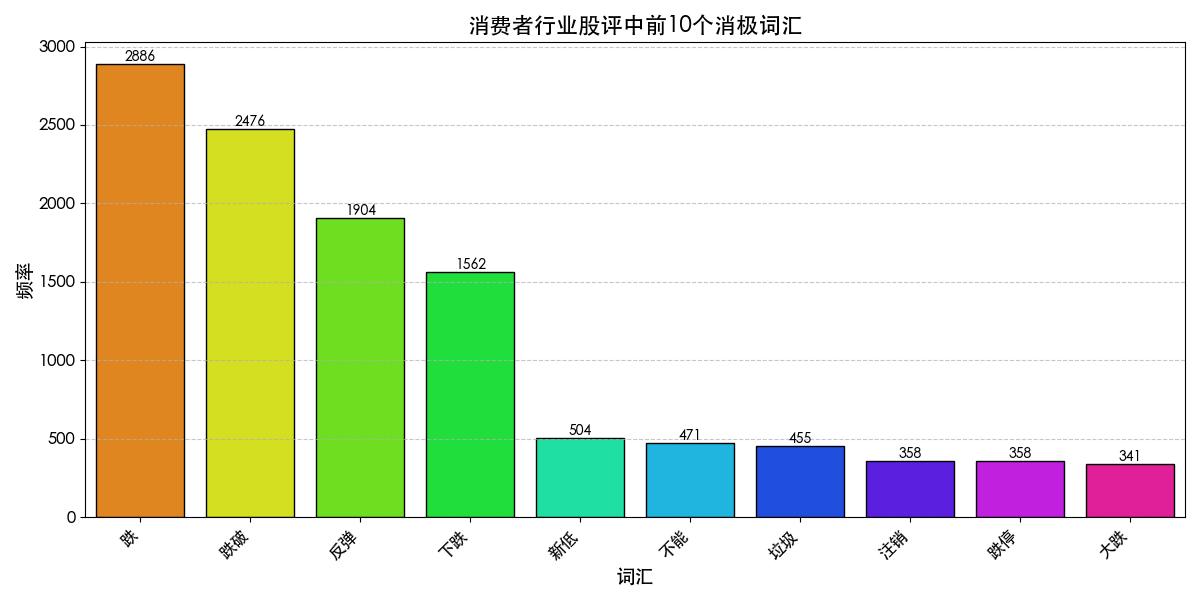 消费者行业股评中前10个消极词汇
频率
3000
2500
2000
1500
1000
500
0
2886
2476
1904
1562
504
471
455
358
358
341
跌
跌破
反弹
下跌
新低
不能
垃圾
注销
跌停
大跌
词汇